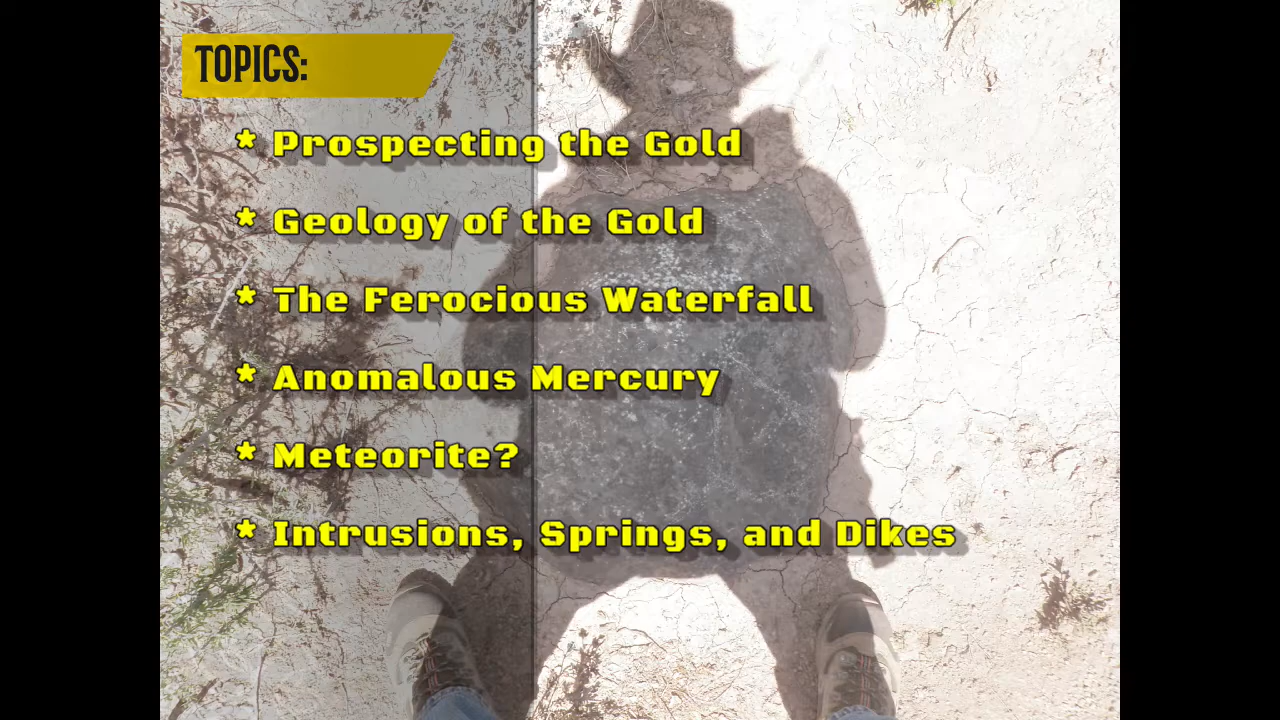 TOPICS:
* Prospecting the Gold
* Geology of the Gold
* The Ferocious Waterfall
* Anomalous Mercury
* Meteorite?
* Intrusions, Springs, and Dikes